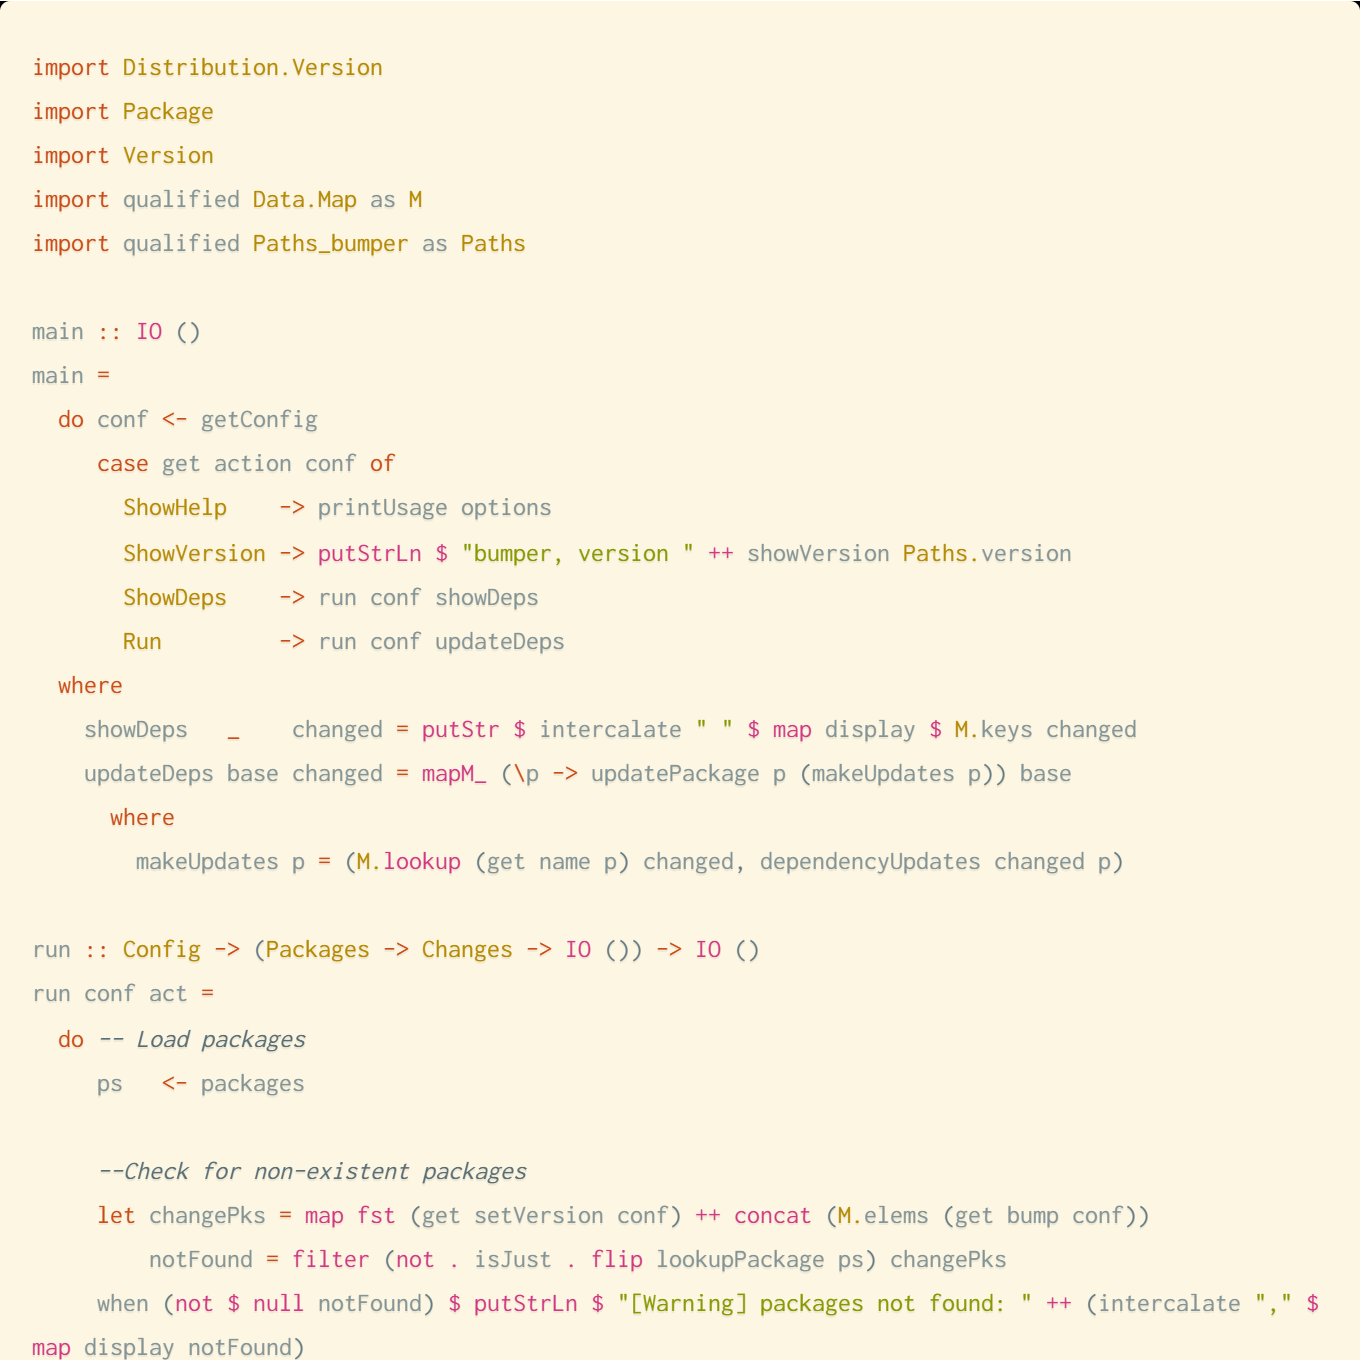 import Distribution.Version
import Package
import Version
import qualified Data.Map as M
import qualified Paths_bumper as Paths

main :: IO ()
main =
  do conf <- getConfig
     case get action conf of
       ShowHelp    -> printUsage options
       ShowVersion -> putStrLn $ "bumper, version " ++ showVersion Paths.version
       ShowDeps    -> run conf showDeps
       Run         -> run conf updateDeps
  where
    showDeps   _    changed = putStr $ intercalate " " $ map display $ M.keys changed
    updateDeps base changed = mapM_ (\p -> updatePackage p (makeUpdates p)) base
      where
        makeUpdates p = (M.lookup (get name p) changed, dependencyUpdates changed p)

run :: Config -> (Packages -> Changes -> IO ()) -> IO ()
run conf act =
  do -- Load packages
     ps   <- packages

     --Check for non-existent packages
     let changePks = map fst (get setVersion conf) ++ concat (M.elems (get bump conf))
         notFound = filter (not . isJust . flip lookupPackage ps) changePks
     when (not $ null notFound) $ putStrLn $ "[Warning] packages not found: " ++ (intercalate "," $
map display notFound)